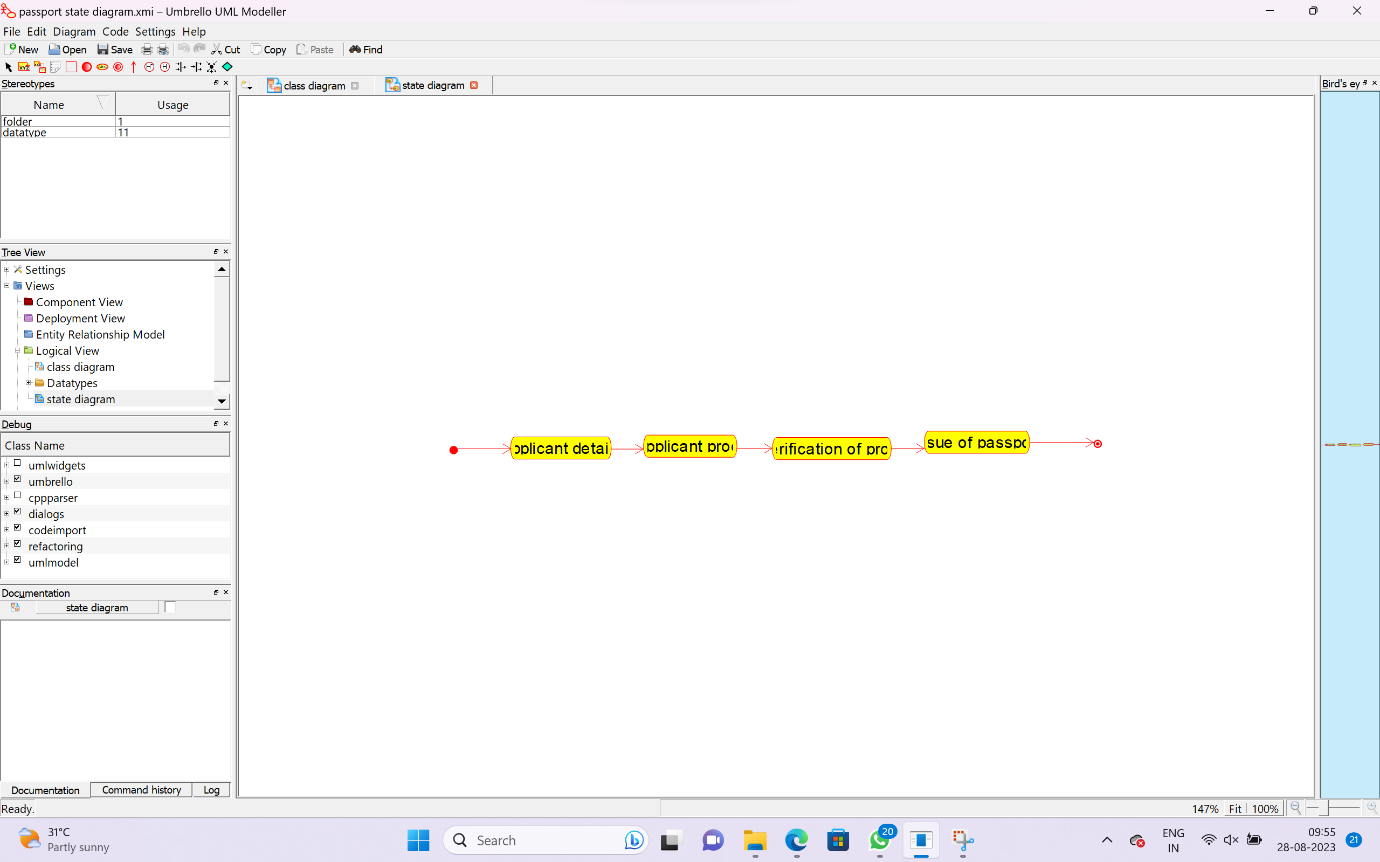 passport state diagram.xmi – Umbrello UML Modeller
File Edit Diagram Code Settings Help
New Open Save Cut Copy Paste Find
Stereotypes
class diagram state diagram
Bird's ey
Name Usage
folder 1
datatype 11
Tree View
Settings
Views
Component View
Deployment View
Entity Relationship Model
Logical View
class diagram
Datatypes
state diagram
Debug
Class Name
umlwidgets
umbrello
cppparser
dialogs
codeimport
refactoring
umlmodel
pplicant detai
pplicant pro
rification of pro
sue of passpo
Documentation
state diagram
Documentation Command history Log
Ready.
147% Fit 100%
31°C
Partly sunny
Search
20
ENG
IN
09:55
28-08-2023
21